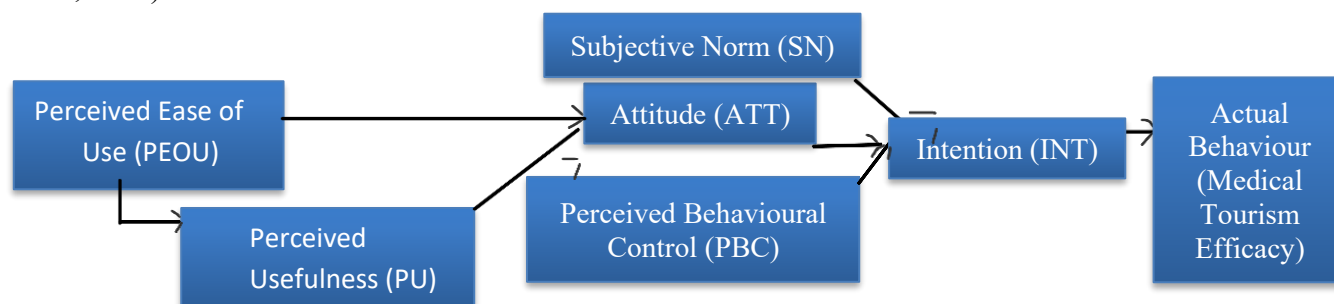 Subjective Norm (SN)
Perceived Ease of
Use (PEOU)
Attitude (ATT)
Intention (INT)
Actual
Behaviour
(Medical
Tourism
Efficacy)
Perceived Behavioural
Control (PBC)
Perceived
Usefulness (PU)